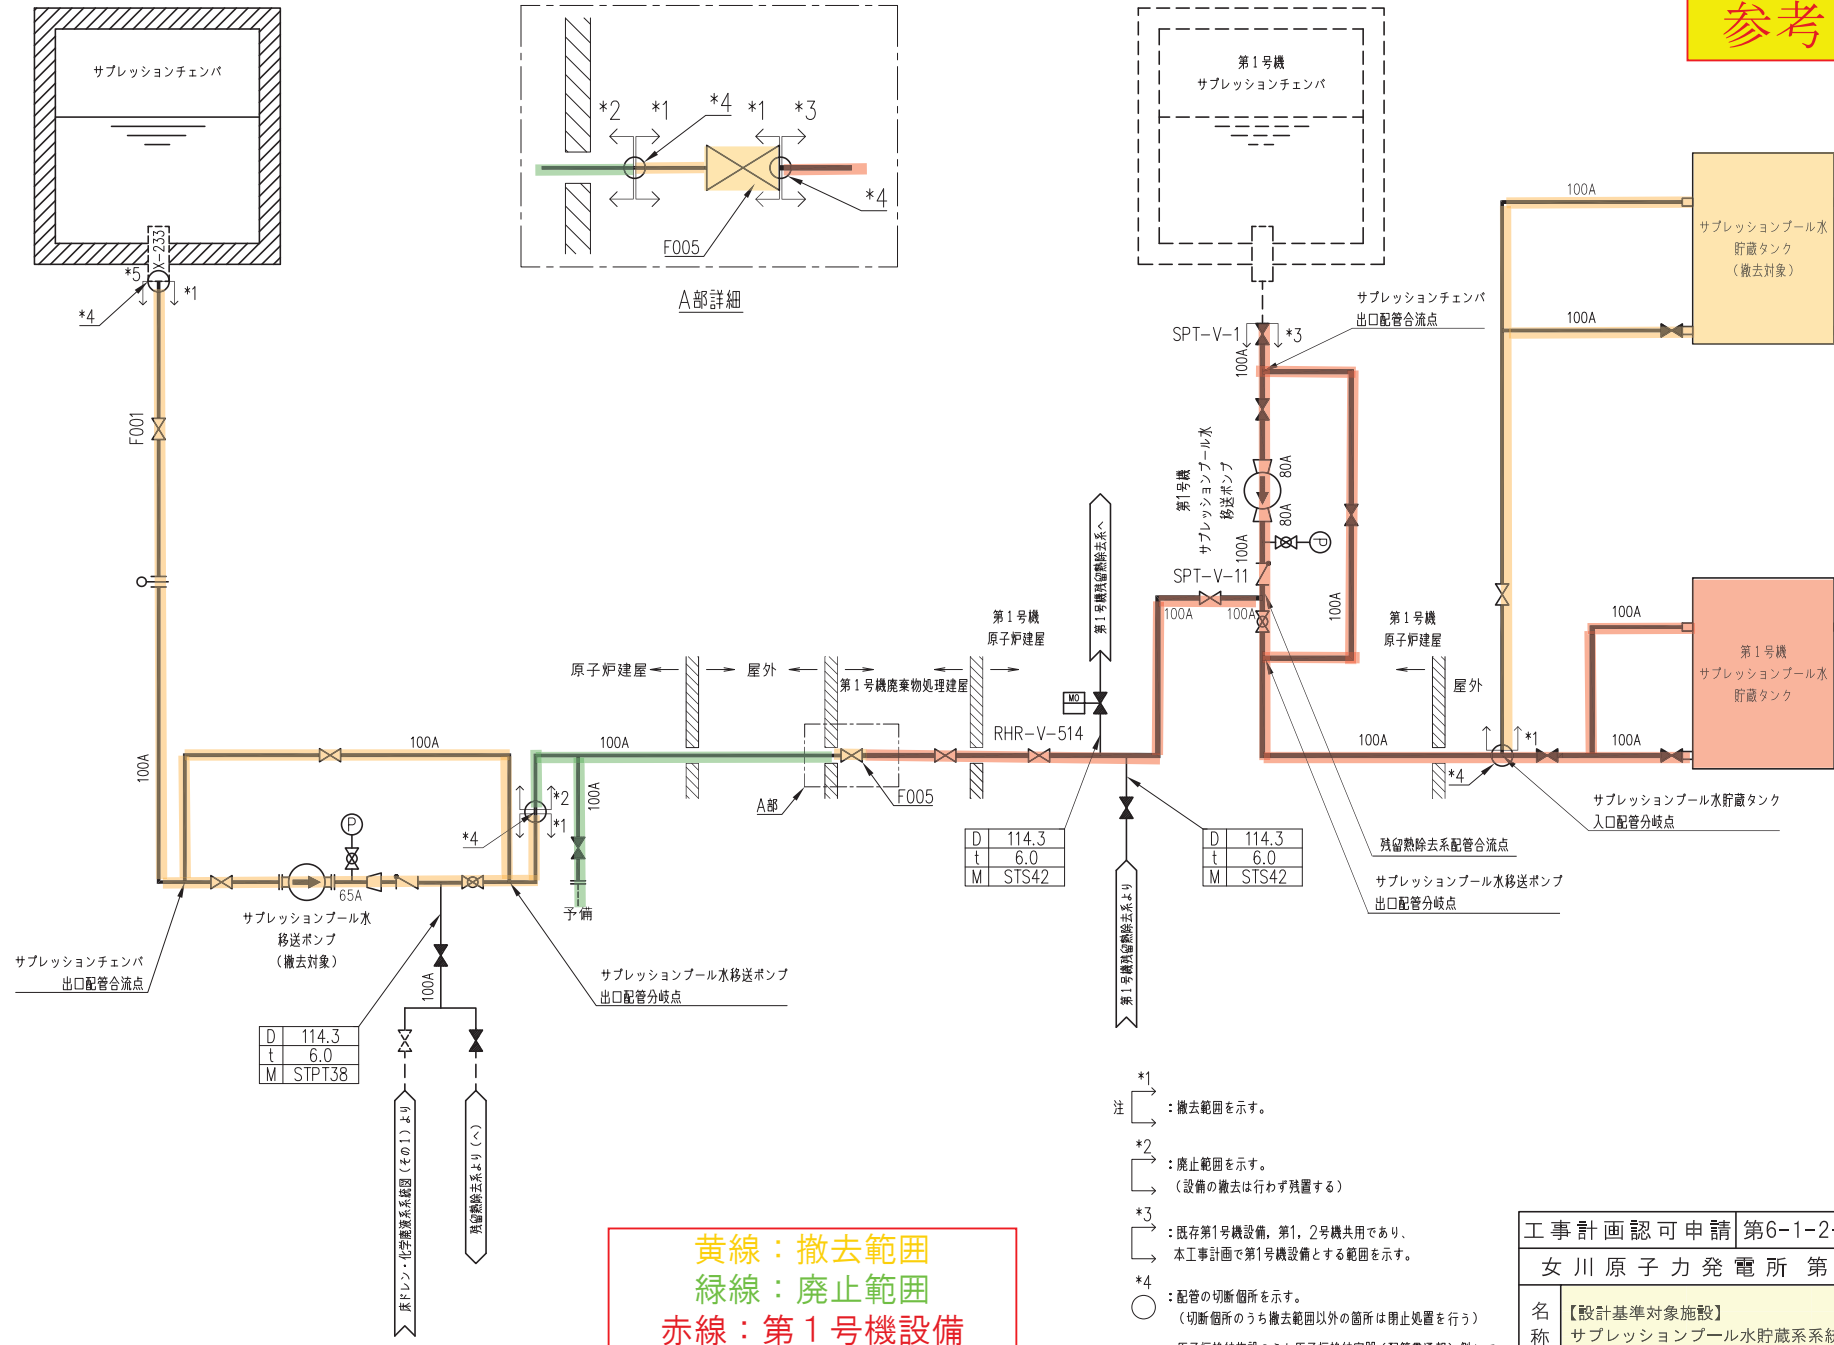 参考
サプレッションチェンバ
X-233
*5
*1
*4
F001
100A
*2
*1
*4
*1
*3
*4
F005
A部詳細
第1号機
サプレッションチェンバ
SPT-V-1
*3
100A
サプレッションチェンバ
出口配管合流点
第1号機
サプレッションプール水
移送ポンプ
80A
80A
100A
P
SPT-V-11
100A
100A
100A
100A
100A
サプレッションプール水
貯蔵タンク
(撤去対象)
第1号機
サプレッションプール水
貯蔵タンク
100A
100A
100A
*1
*4
サプレッションプール水貯蔵タンク
入口配管分岐点
第1号機
原子炉建屋
屋外
残留熱除去系配管合流点
サプレッションプール水移送ポンプ
出口配管分岐点
第1号機残留熱除去系へ
MO
RHR-V-514
第1号機
原子炉建屋
第1号機廃棄物処理建屋
屋外
原子炉建屋
100A
100A
100A
*2
*1
*4
予備
A部
F005
P
65A
サプレッションプール水
移送ポンプ
(撤去対象)
サプレッションチェンバ
出口配管合流点
サプレッションプール水移送ポンプ
出口配管分岐点
100A
D 114.3
t 6.0
M STPT38
D 114.3
t 6.0
M STS42
D 114.3
t 6.0
M STS42
第1号機残留熱除去系より
床ドレン・化学廃液系系統図(その1)より
残留熱除去系より(へ)
注
*1
:撤去範囲を示す。
*2
:廃止範囲を示す。
(設備の撤去は行わず残置する)
*3
:既存第1号機設備,第1,2号機共用であり、
本工事計画で第1号機設備とする範囲を示す。
*4
:配管の切断個所を示す。
(切断個所のうち撤去範囲以外の箇所は閉止処置を行う)
黄線:撤去範囲
緑線:廃止範囲
赤線:第1号機設備
工事計画認可申請 第6-1-2-
女川原子力発電所 第
名称
【設計基準対象施設】
サプレッションプール水貯蔵系系統